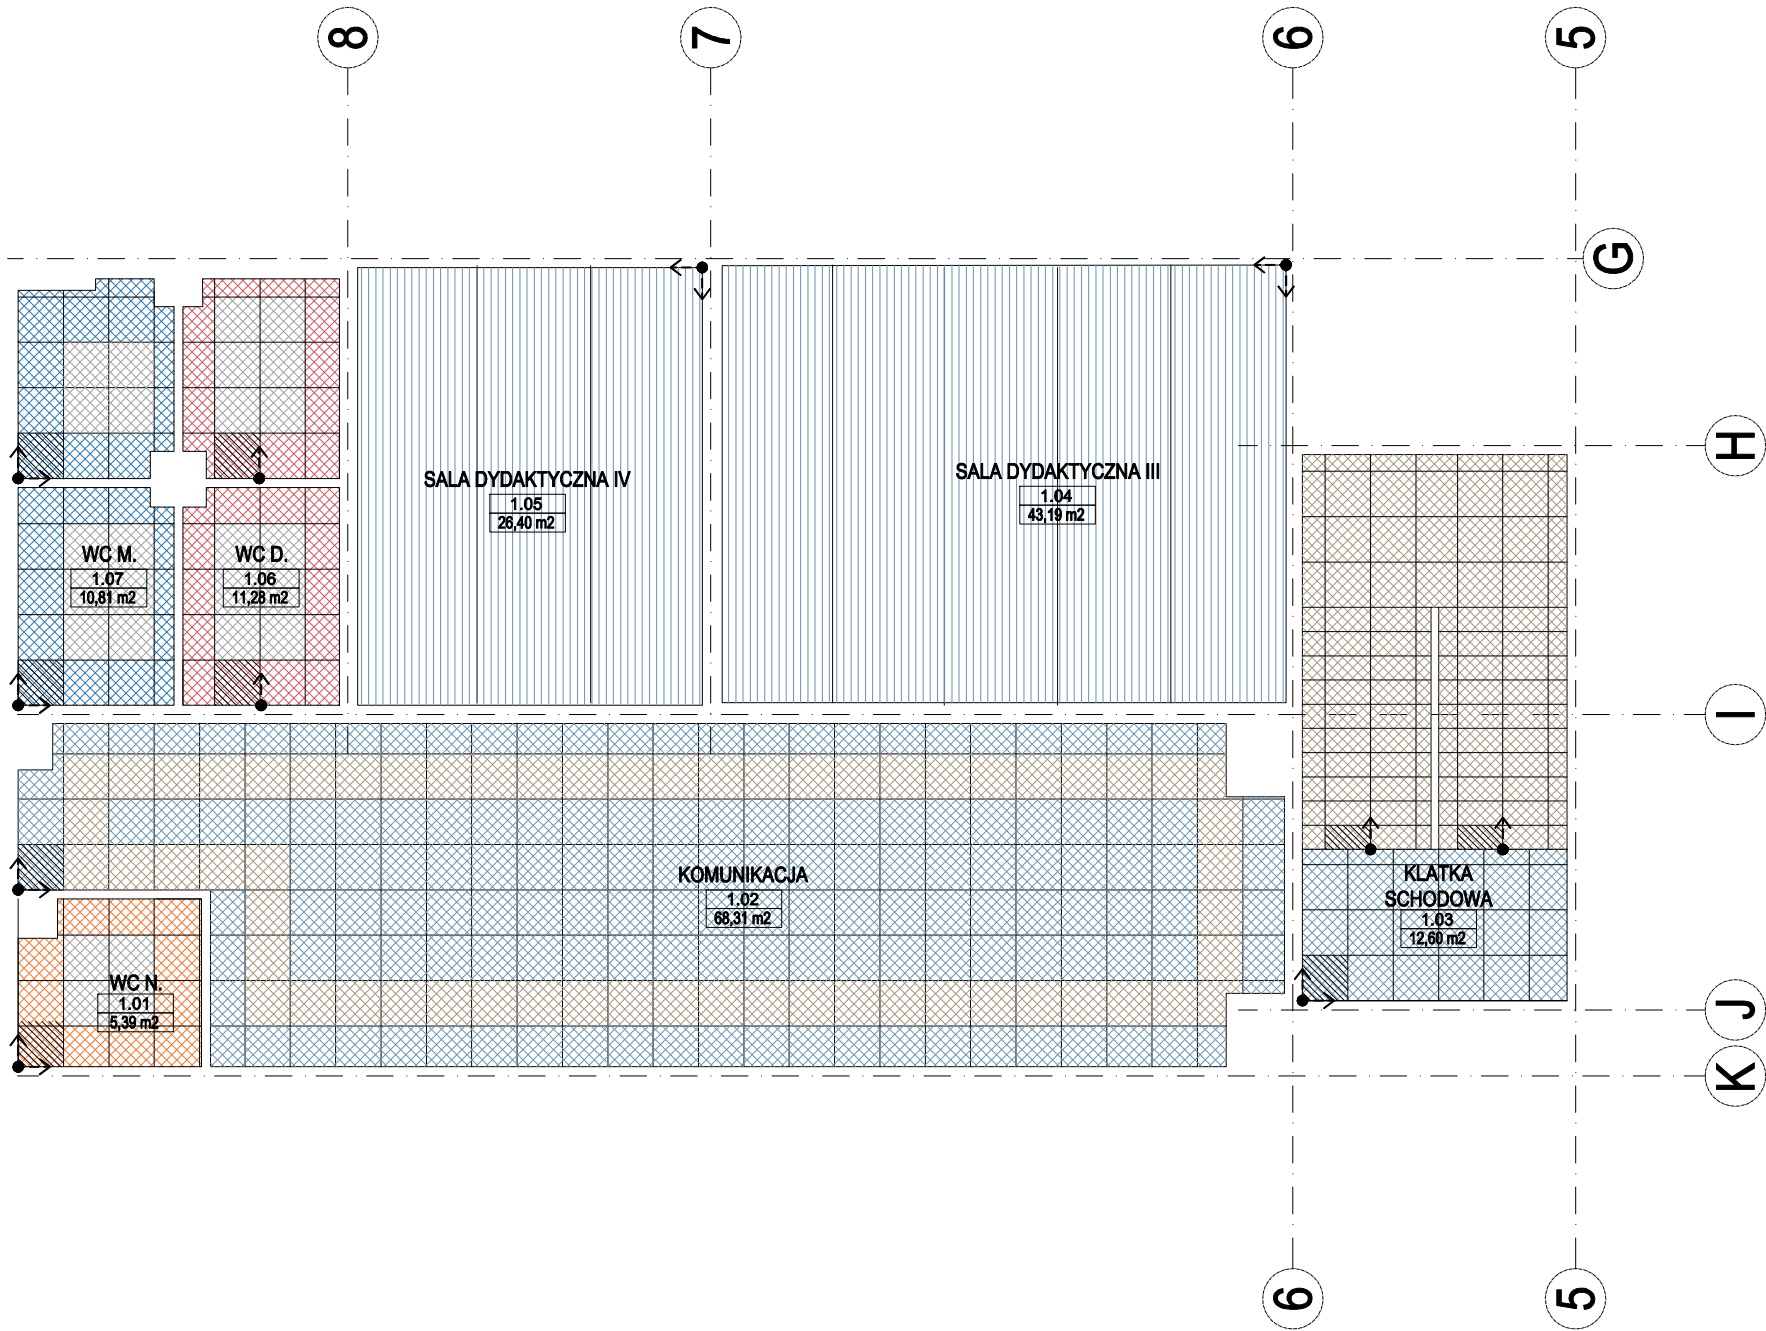 8
7
6
5
G
H
SALA DYDAKTYCZNA IV
1.05
26,40 m2
SALA DYDAKTYCZNA III
1.04
43,19 m2
WC M.
1.07
10,81 m2
WC D.
1.06
11,28 m2
I
KOMUNIKACJA
1.02
68,31 m2
KLATKA
SCHODOWA
1.03
12,60 m2
WC N.
1.01
5,39 m2
J
K
6
5